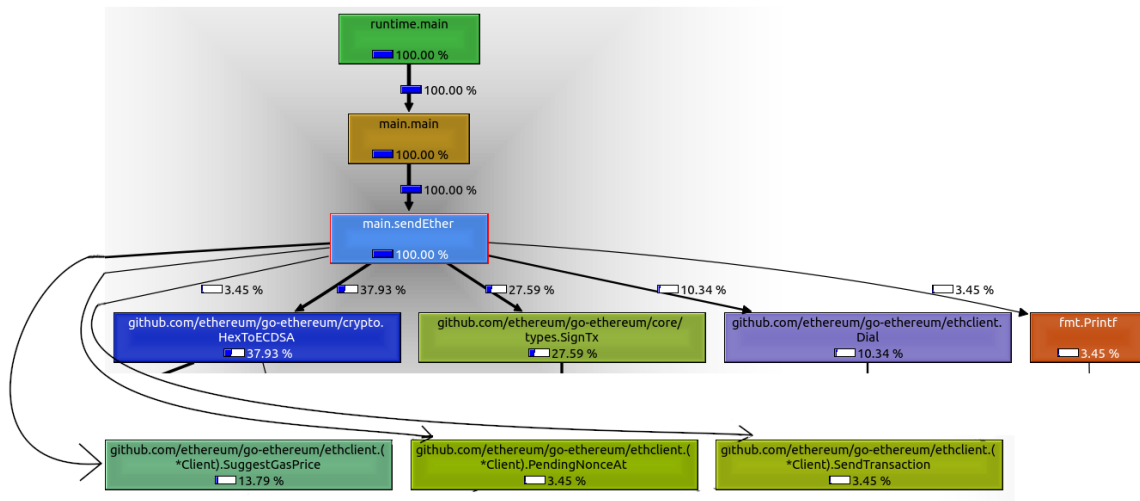 runtime.main
100.00 %
100.00 %
main.main
100.00 %
100.00 %
main.sendEther
100.00 %
3.45 %
37.93 %
27.59 %
10.34 %
3.45 %
github.com/ethereum/go-ethereum/crypto.
HexToECDSA
37.93 %
github.com/ethereum/go-ethereum/core/
types.SignTx
27.59 %
github.com/ethereum/go-ethereum/ethclient.
Dial
10.34 %
fmt.Printf
3.45 %
github.com/ethereum/go-ethereum/ethclient.(
*Client).SuggestGasPrice
13.79 %
github.com/ethereum/go-ethereum/ethclient.(
*Client).PendingNonceAt
3.45 %
github.com/ethereum/go-ethereum/ethclient.(
*Client).SendTransaction
3.45 %